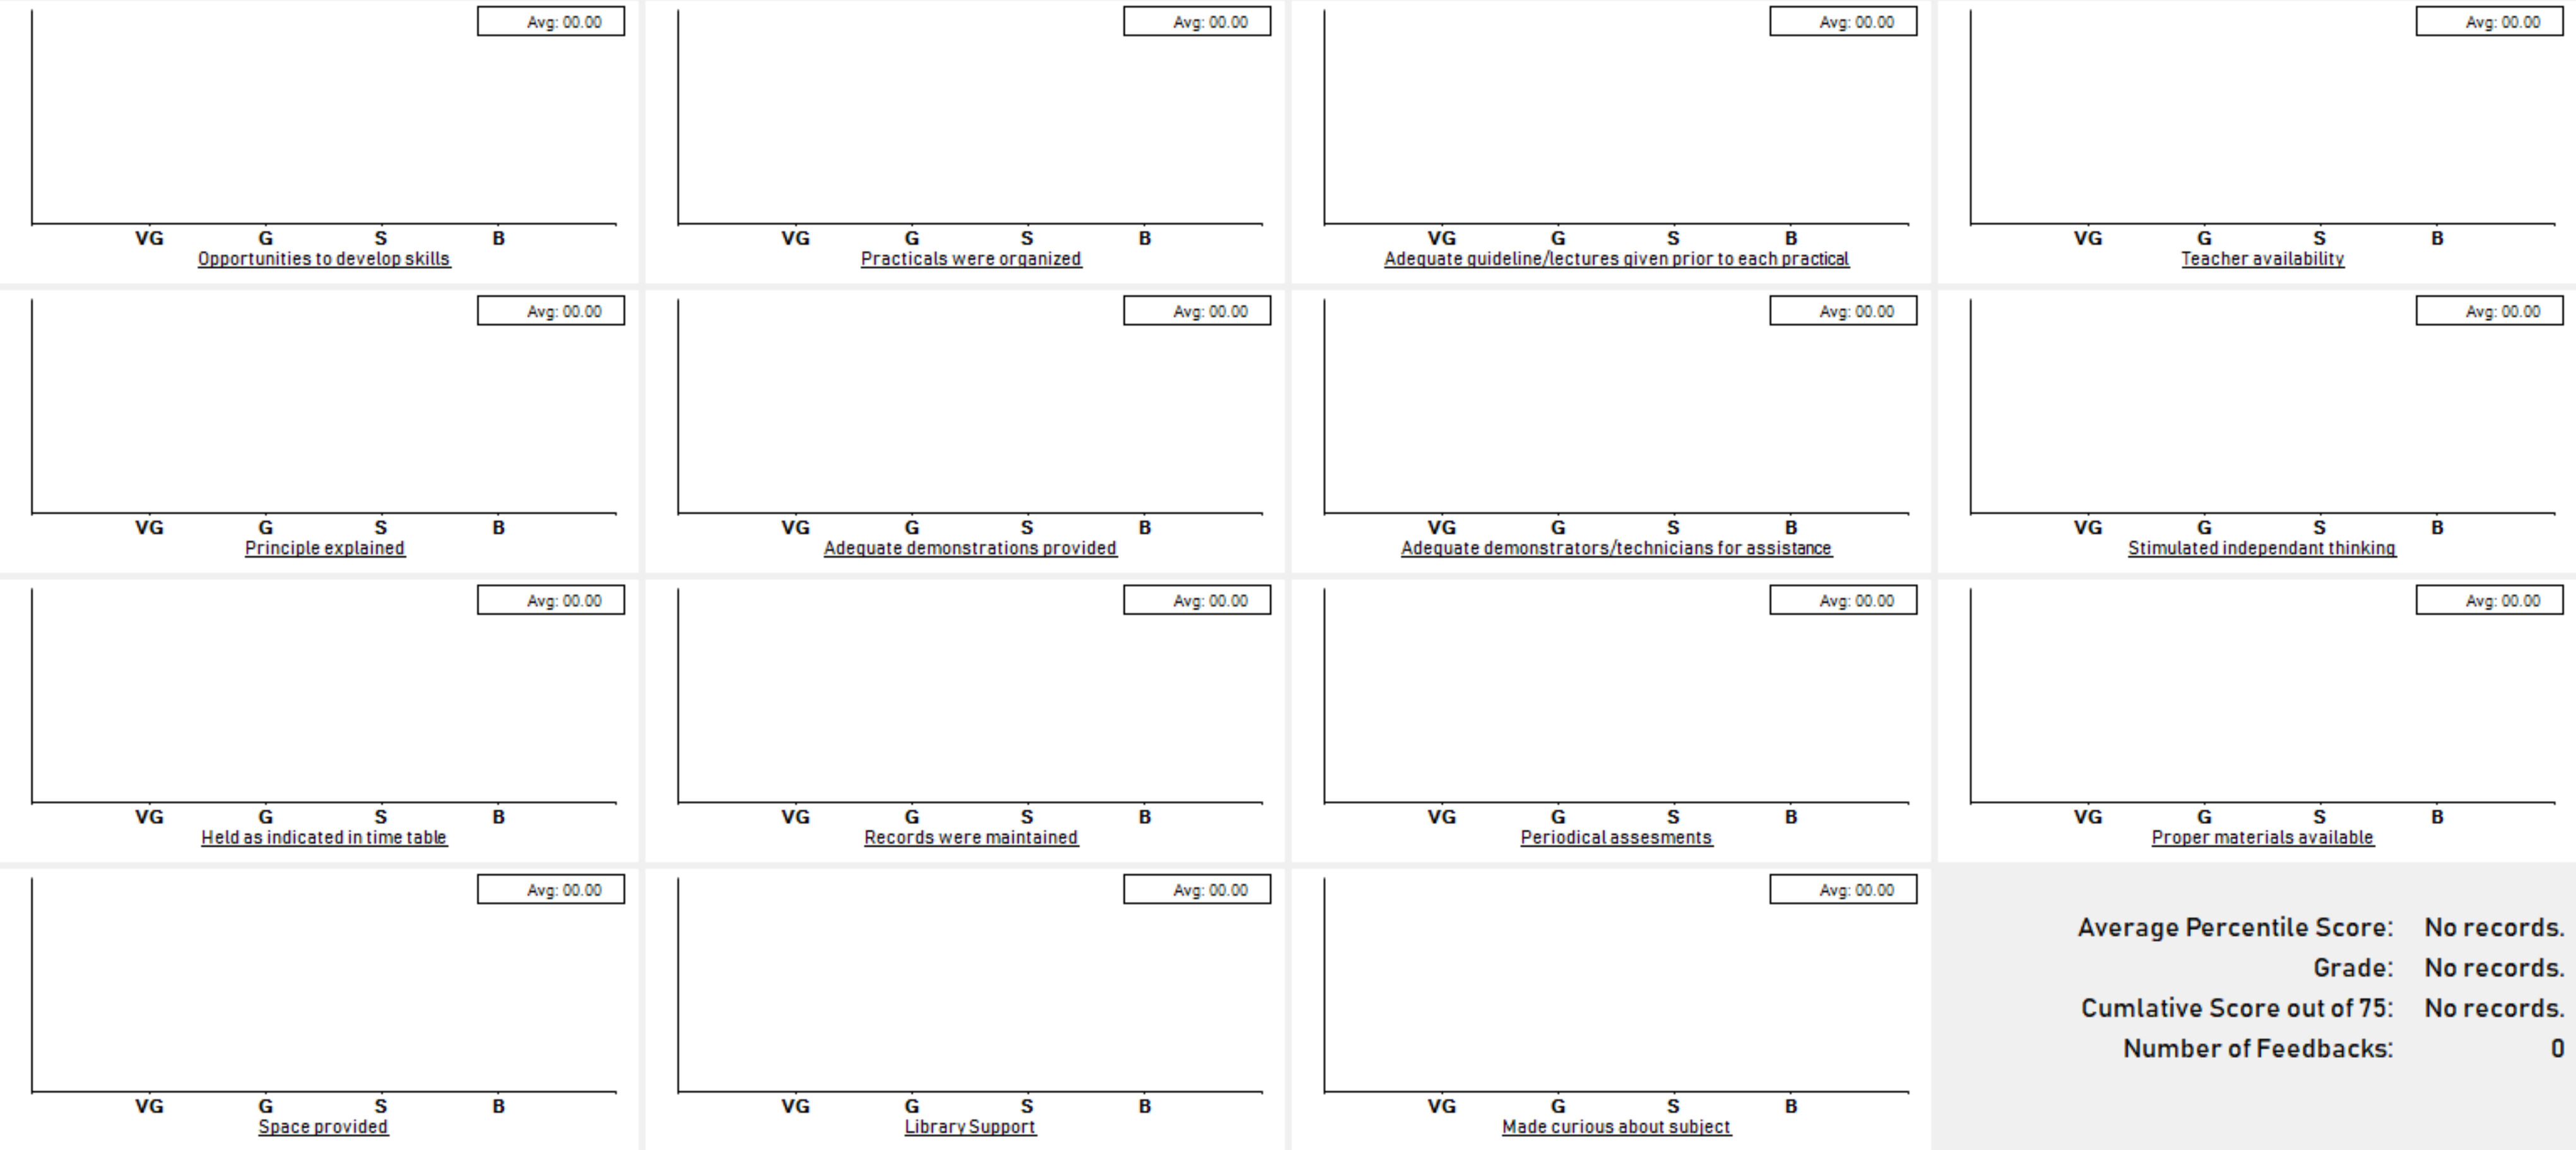 Avg: 00.00
VG G S B
Opportunities to develop skills
Avg: 00.00
VG G S B
Practicals were organized
Avg: 00.00
VG G S B
Adequate guideline/lectures given prior to each practical
Avg: 00.00
VG G S B
Teacher availability
Avg: 00.00
VG G S B
Principle explained
Avg: 00.00
VG G S B
Adequate demonstrations provided
Avg: 00.00
VG G S B
Adequate demonstrators/technicians for assistance
Avg: 00.00
VG G S B
Stimulated independant thinking
Avg: 00.00
VG G S B
Held as indicated in time table
Avg: 00.00
VG G S B
Records were maintained
Avg: 00.00
VG G S B
Periodical assesments
Avg: 00.00
VG G S B
Proper materials available
Avg: 00.00
VG G S B
Space provided
Avg: 00.00
VG G S B
Library Support
Avg: 00.00
VG G S B
Made curious about subject
Average Percentile Score: No records.
Grade: No records.
Cumlative Score out of 75: No records.
Number of Feedbacks: 0